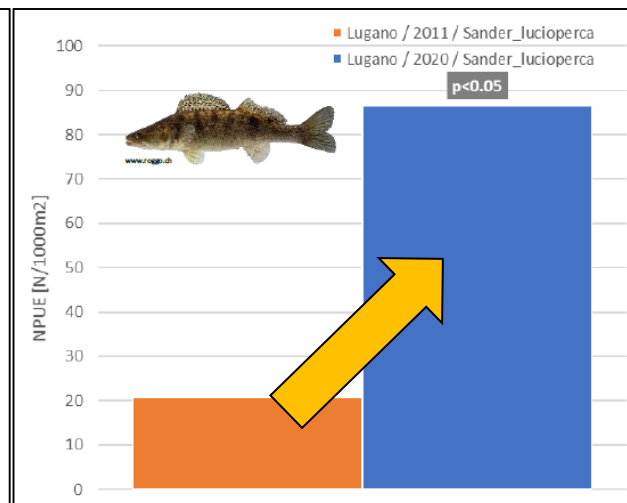 Lugano / 2011 / Sander_lucioperca
Lugano / 2020 / Sander_lucioperca
p<0.05
www.roggo.ch
NPUE [N/1000m2]
100
90
80
70
60
50
40
30
20
10
0